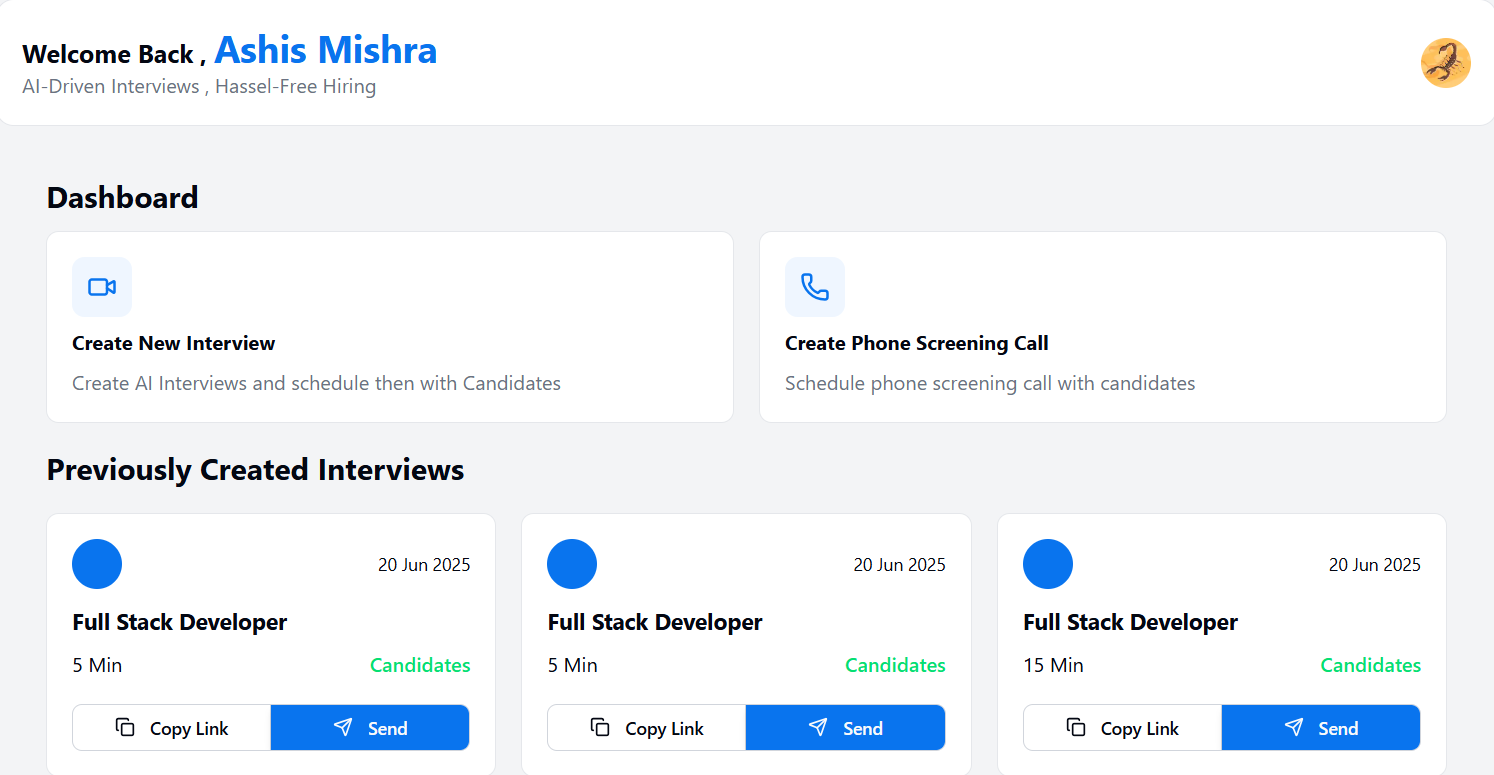 Welcome Back , Ashis Mishra
AI-Driven Interviews , Hassel-Free Hiring
Dashboard
Create New Interview
Create AI Interviews and schedule then with Candidates
Create Phone Screening Call
Schedule phone screening call with candidates
Previously Created Interviews
20 Jun 2025
Full Stack Developer
5 Min Candidates
Copy Link Send
20 Jun 2025
Full Stack Developer
5 Min Candidates
Copy Link Send
20 Jun 2025
Full Stack Developer
15 Min Candidates
Copy Link Send